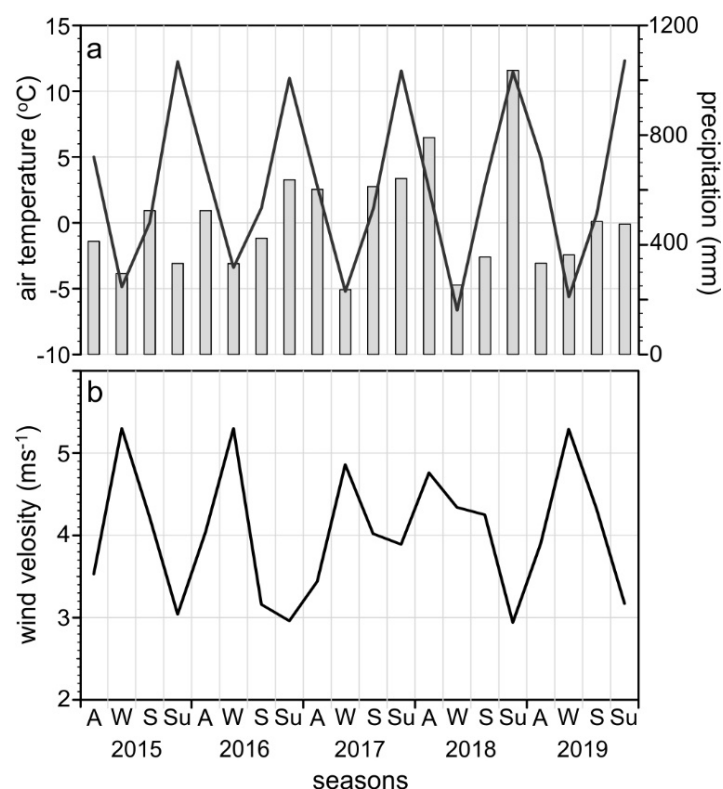 a
15
10
5
0
-5
-10
air temperature (°C)
1200
800
400
0
precipitation (mm)
b
5
4
3
2
wind velosity (ms⁻¹)
A W S Su A W S Su A W S Su A W S Su A W S Su
2015 2016 2017 2018 2019
seasons